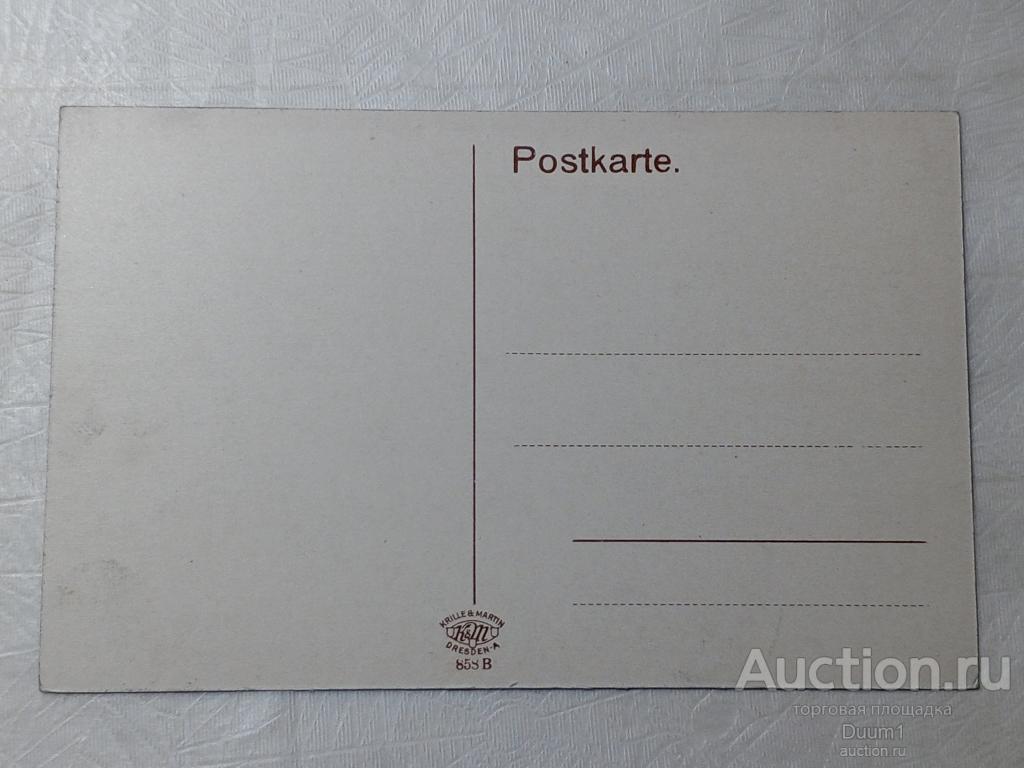 Postkarte.
KRILLE & MARTIN
K&M
DRESDEN-A
858 B
Auction.ru
торговая площадка
Duum1
auction.ru